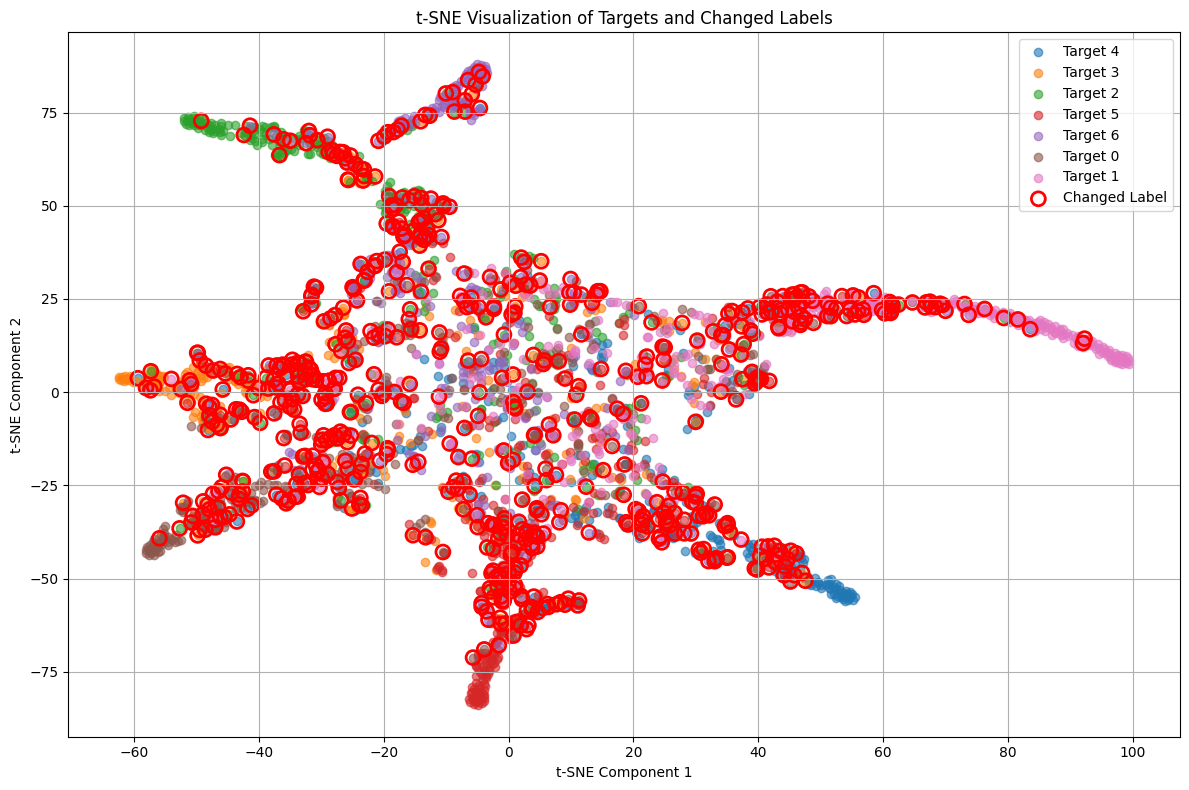 t-SNE Visualization of Targets and Changed Labels
Target 4
Target 3
Target 2
Target 5
Target 6
Target 0
Target 1
Changed Label
75
50
25
0
−25
−50
−75
t-SNE Component 2
−60
−40
−20
0
20
40
60
80
100
t-SNE Component 1